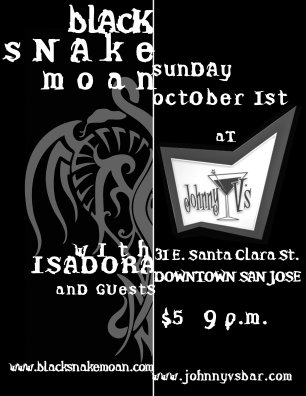 black
sNAke
moan
sunDAy
octOber 1st
aT
Johnny V's
with
ISADORA
anD GUesTs
31 E. Santa Clara St.
DOWNTOWN SAN JOSE
$5 9 p.m.
www.blacksnakemoan.com
www.johnnyvsbar.com